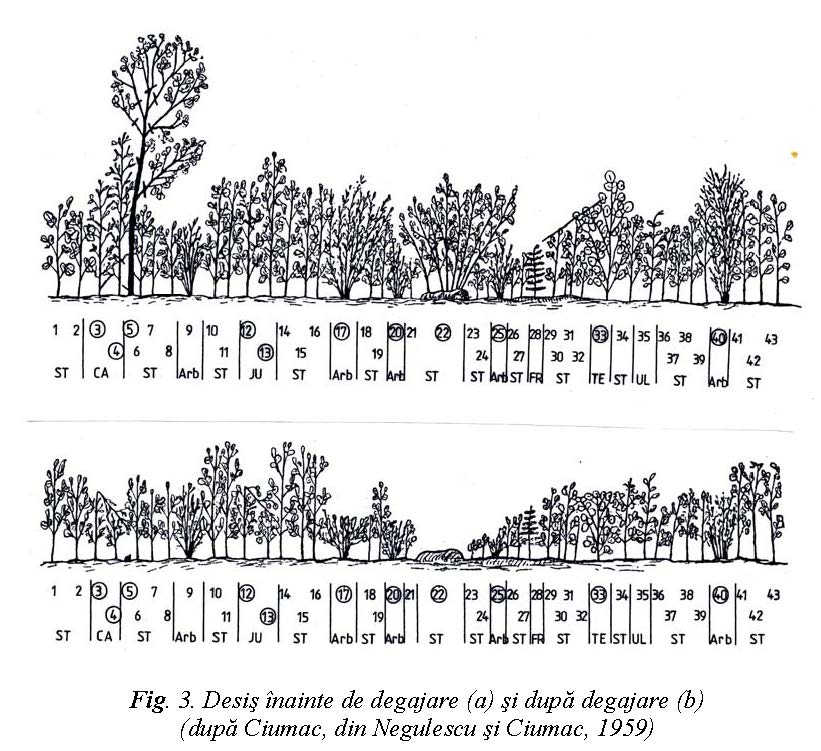 1 2 ③ ⑤ 7 9 10 ⑫ 14 16 ⑰ 18 ⑳ 21 ㉒ 23 ㉕ 26 28 29 31 ㉝ 34 35 36 38 ㊵ 41 43
④ 6 8 11 ⑬ 15 19 24 27 30 32 37 39 42
ST CA ST Arb ST JU ST Arb ST Arb ST ST Arb ST FR ST TE ST UL ST Arb ST
1 2 ③ ⑤ 7 9 10 ⑫ 14 16 ⑰ 18 ⑳ 21 ㉒ 23 ㉕ 26 28 29 31 ㉝ 34 35 36 38 ㊵ 41 43
④ 6 8 11 ⑬ 15 19 24 27 30 32 37 39 42
ST CA ST Arb ST JU ST Arb ST Arb ST ST Arb ST FR ST TE ST UL ST Arb ST
Fig. 3. Desiş înainte de degajare (a) şi după degajare (b)
(după Ciumac, din Negulescu şi Ciumac, 1959)